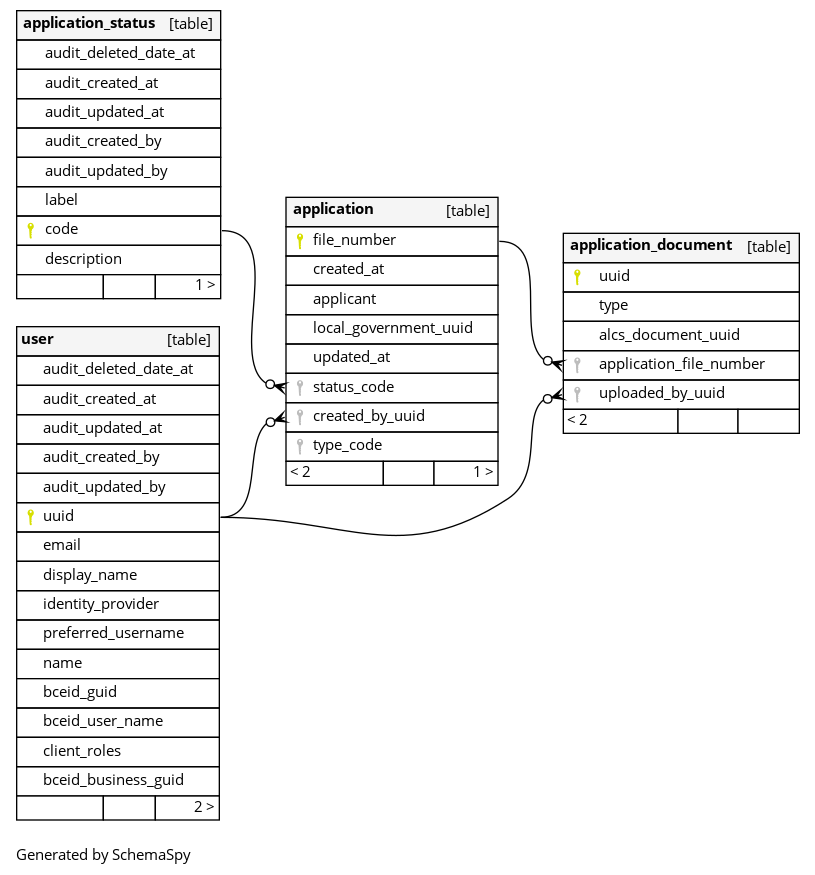 application_status [table]
audit_deleted_date_at
audit_created_at
audit_updated_at
audit_created_by
audit_updated_by
label
code
description
1 >
user [table]
audit_deleted_date_at
audit_created_at
audit_updated_at
audit_created_by
audit_updated_by
uuid
email
display_name
identity_provider
preferred_username
name
bceid_guid
bceid_user_name
client_roles
bceid_business_guid
2 >
application [table]
file_number
created_at
applicant
local_government_uuid
updated_at
status_code
created_by_uuid
type_code
< 2 1 >
application_document [table]
uuid
type
alcs_document_uuid
application_file_number
uploaded_by_uuid
< 2
Generated by SchemaSpy